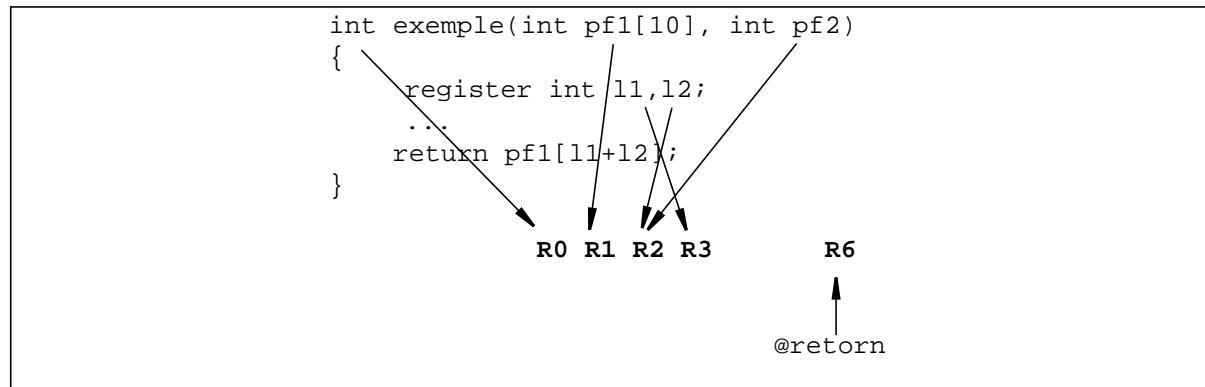 int exemple(int pf1[10], int pf2)
{
register int l1,l2;
...
return pf1[l1+l2];
}
R0 R1 R2 R3 R6
@retorn